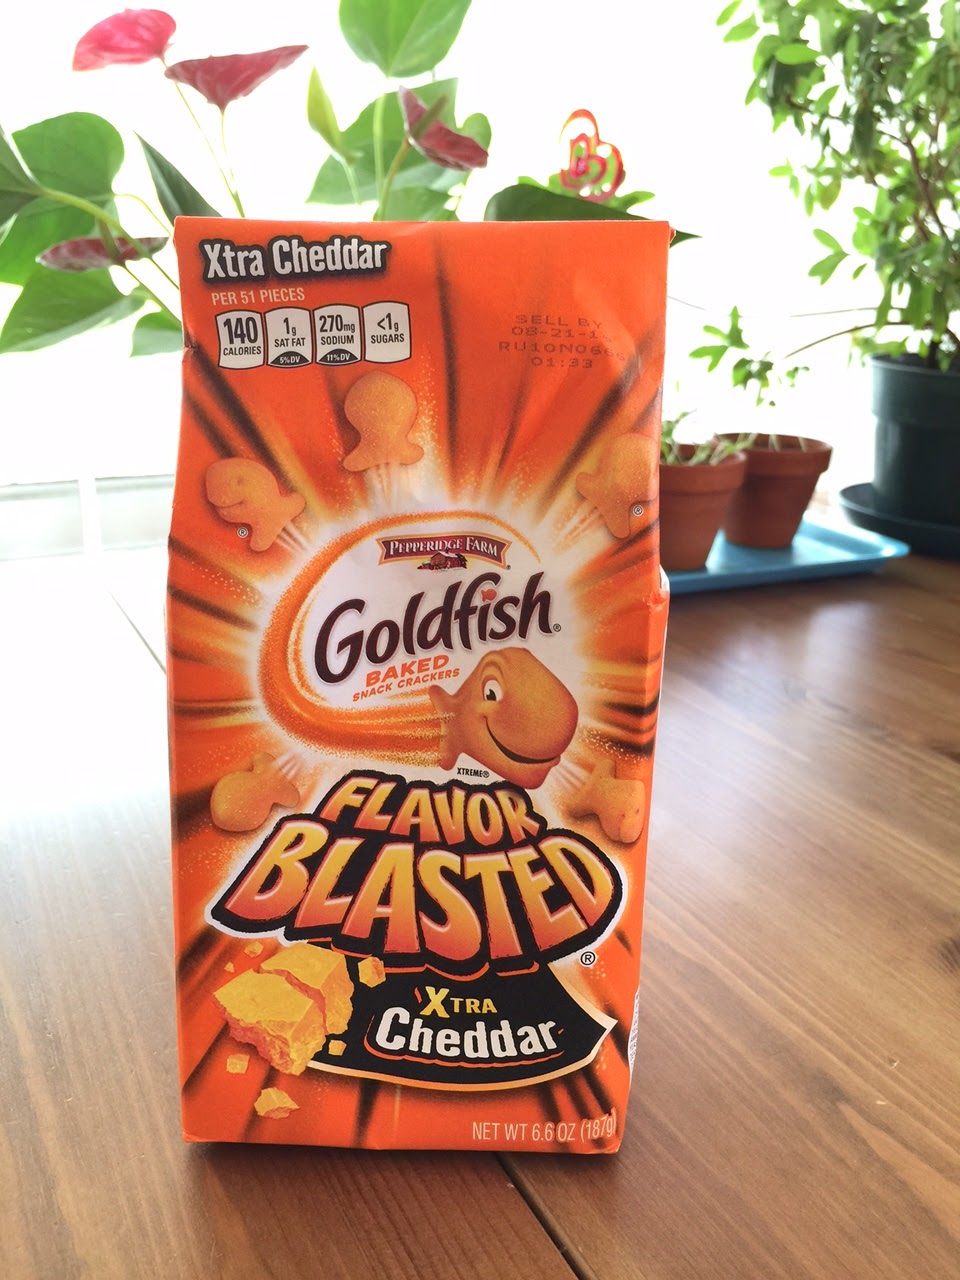 Xtra Cheddar
PER 51 PIECES
140 CALORIES
1g SAT FAT 5%DV
270mg SODIUM 11%DV
<1g SUGARS
SELL BY
01:33
®
®
PEPPERIDGE FARM®
Goldfish®
BAKED
SNACK CRACKERS
XTREME®
FLAVOR
BLASTED®
XTRA
Cheddar
NET WT 6.6 OZ (187g)